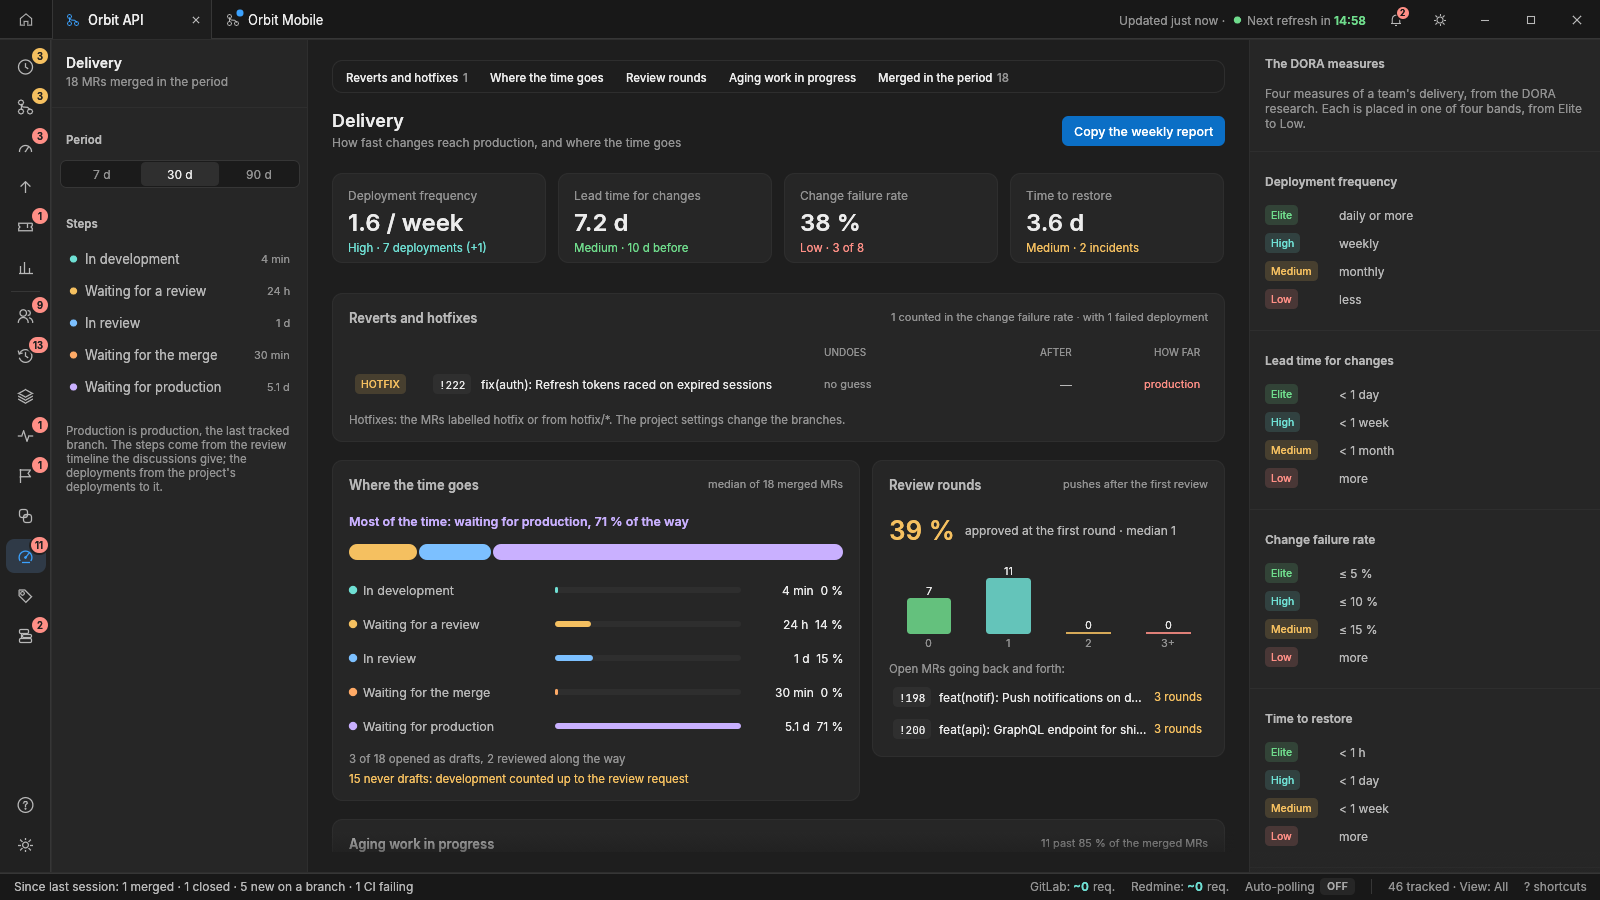 Orbit API
Orbit Mobile
Updated just now ·
Next refresh in 14:58
2
3
3
3
1
9
13
1
1
11
2
Delivery
18 MRs merged in the period
Period
7 d
30 d
90 d
Steps
In development 4 min
Waiting for a review 24 h
In review 1 d
Waiting for the merge 30 min
Waiting for production 5.1 d
Production is production, the last tracked
branch. The steps come from the review
timeline the discussions give; the
deployments from the project's
deployments to it.
Reverts and hotfixes 1
Where the time goes
Review rounds
Aging work in progress
Merged in the period 18
Delivery
How fast changes reach production, and where the time goes
Copy the weekly report
Deployment frequency
1.6 / week
High · 7 deployments (+1)
Lead time for changes
7.2 d
Medium · 10 d before
Change failure rate
38 %
Low · 3 of 8
Time to restore
3.6 d
Medium · 2 incidents
Reverts and hotfixes
1 counted in the change failure rate · with 1 failed deployment
UNDOES AFTER HOW FAR
HOTFIX !222 fix(auth): Refresh tokens raced on expired sessions no guess — production
Hotfixes: the MRs labelled hotfix or from hotfix/*. The project settings change the branches.
Where the time goes
median of 18 merged MRs
Most of the time: waiting for production, 71 % of the way
In development 4 min 0 %
Waiting for a review 24 h 14 %
In review 1 d 15 %
Waiting for the merge 30 min 0 %
Waiting for production 5.1 d 71 %
3 of 18 opened as drafts, 2 reviewed along the way
15 never drafts: development counted up to the review request
Review rounds
pushes after the first review
39 % approved at the first round · median 1
7 11 0 0
0 1 2 3+
Open MRs going back and forth:
!198 feat(notif): Push notifications on d... 3 rounds
!200 feat(api): GraphQL endpoint for shi... 3 rounds
Aging work in progress
11 past 85 % of the merged MRs
The DORA measures
Four measures of a team's delivery, from the DORA
research. Each is placed in one of four bands, from Elite
to Low.
Deployment frequency
Elite daily or more
High weekly
Medium monthly
Low less
Lead time for changes
Elite < 1 day
High < 1 week
Medium < 1 month
Low more
Change failure rate
Elite ≤ 5 %
High ≤ 10 %
Medium ≤ 15 %
Low more
Time to restore
Elite < 1 h
High < 1 day
Medium < 1 week
Low more
Since last session: 1 merged · 1 closed · 5 new on a branch · 1 CI failing
GitLab: ~0 req.
Redmine: ~0 req.
Auto-polling OFF
46 tracked · View: All
? shortcuts